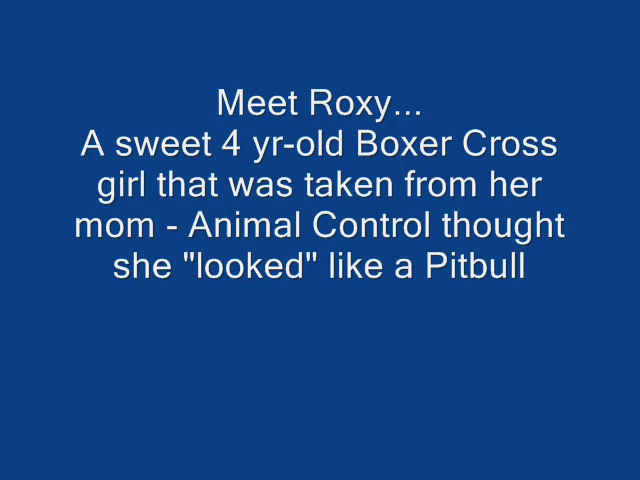 Meet Roxy...
A sweet 4 yr-old Boxer Cross
girl that was taken from her
mom - Animal Control thought
she "looked" like a Pitbull